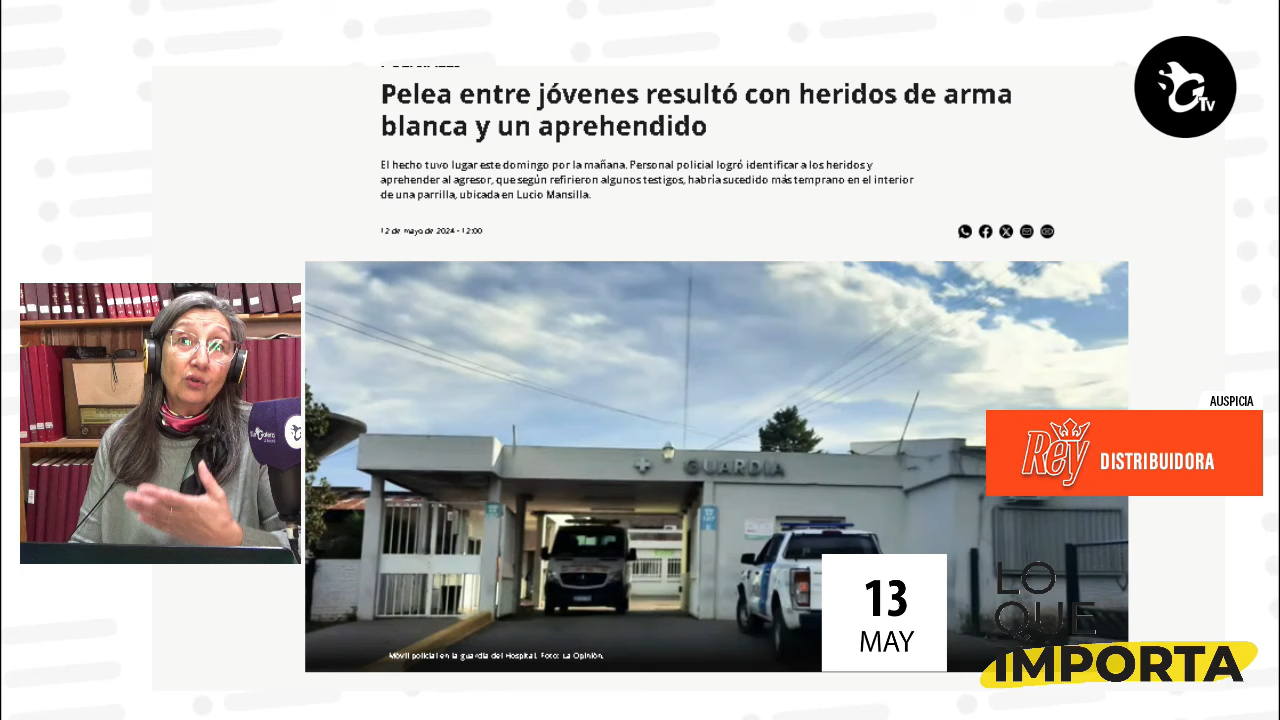 Pelea entre jóvenes resultó con heridos de arma
blanca y un aprehendido
El hecho tuvo lugar este domingo por la mañana. Personal policial logró identificar a los heridos y
aprehender al agresor, que según refirieron algunos testigos, habría sucedido más temprano en el interior
de una parrilla, ubicada en Lucio Mansilla.
12 de mayo de 2024 - 12:00
GTV
AUSPICIA
Rey DISTRIBUIDORA
GUARDIA
13
MAY
LO
QUE
IMPORTA
Móvil policial en la guardia del Hospital. Foto: La Opinión.